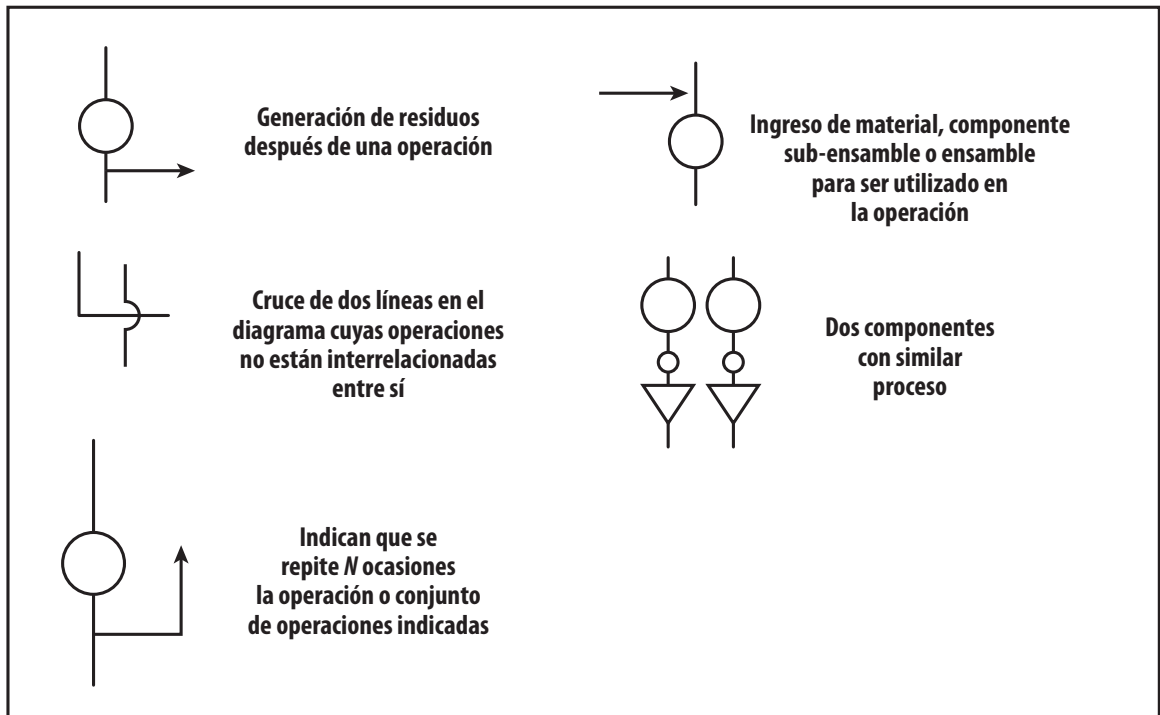 Generación de residuos
después de una operación
Ingreso de material, componente
sub-ensamble o ensamble
para ser utilizado en
la operación
Cruce de dos líneas en el
diagrama cuyas operaciones
no están interrelacionadas
entre sí
Dos componentes
con similar
proceso
Indican que se
repite N ocasiones
la operación o conjunto
de operaciones indicadas